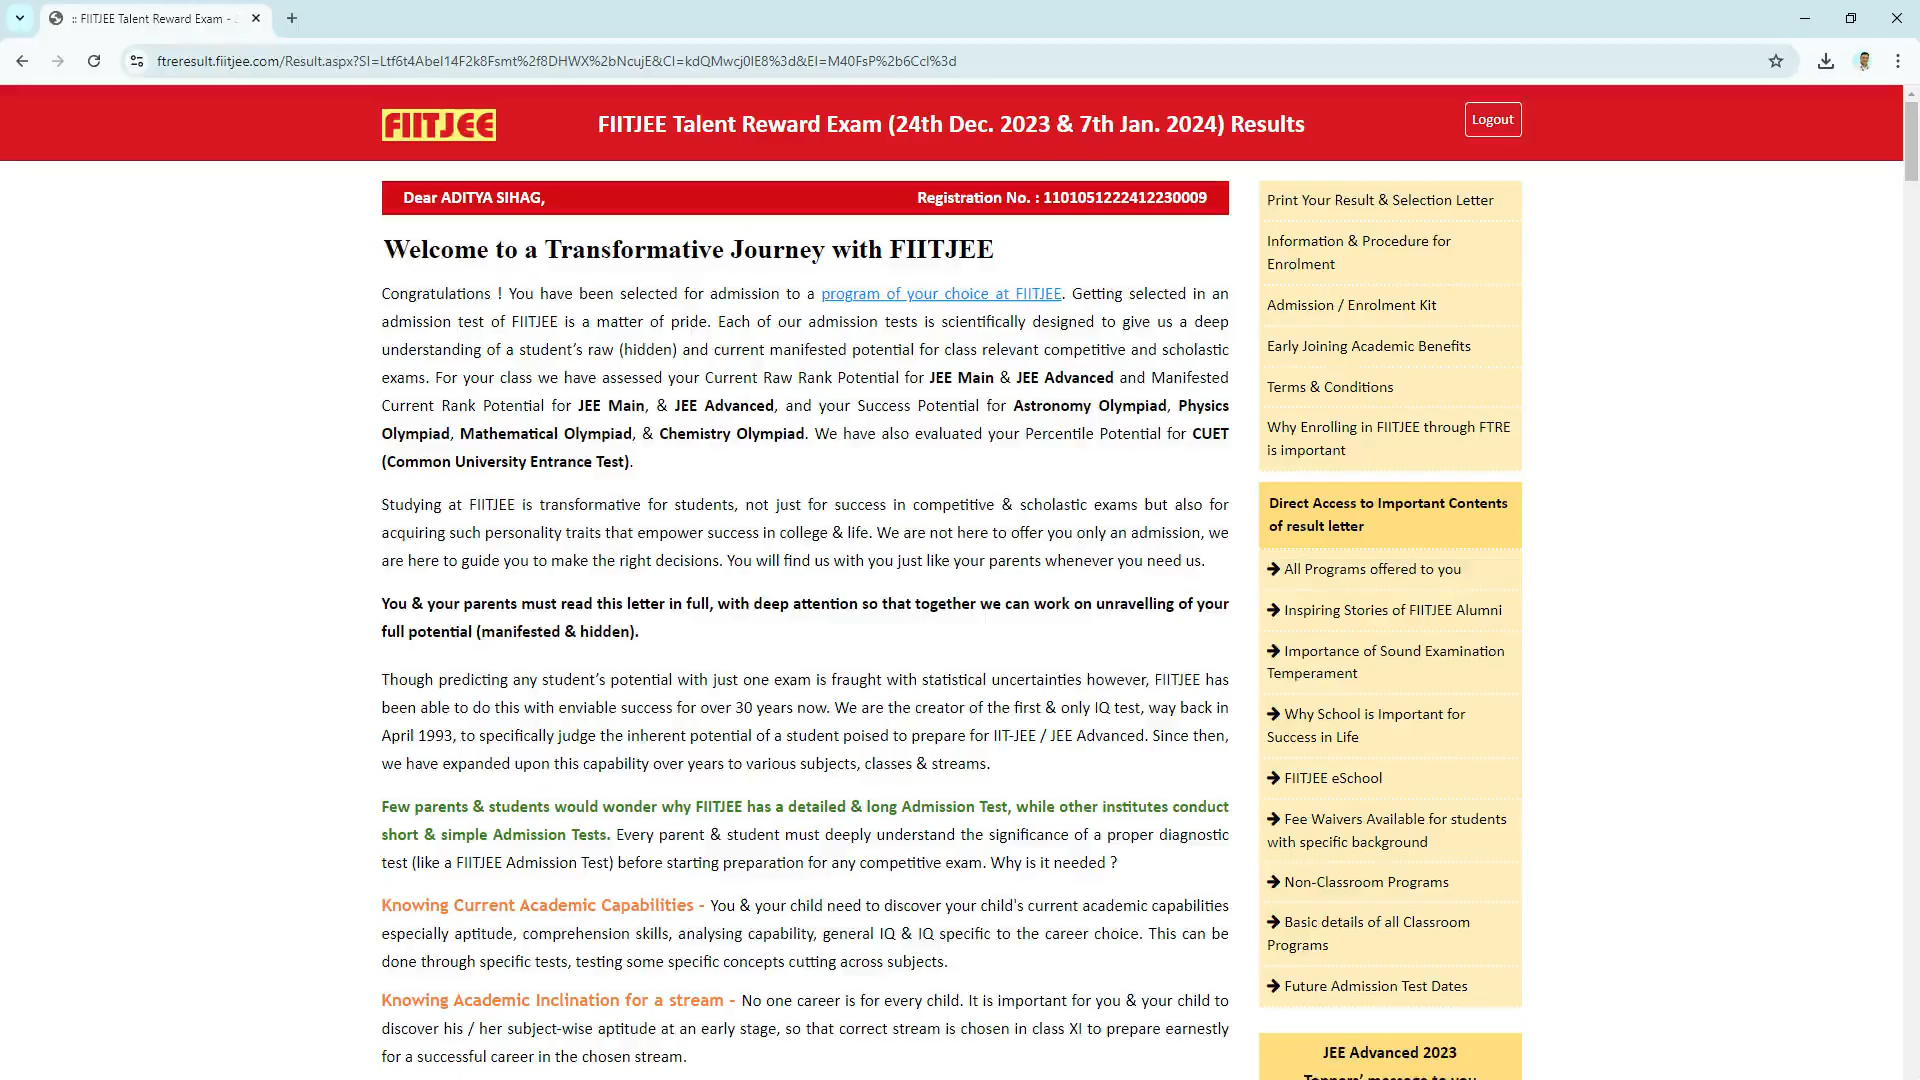 :: FIITJEE Talent Reward Exam -
ftreresult.fiitjee.com/Result.aspx?SI=Ltf6t4AbeI14F2k8Fsmt%2f8DHWX%2bNcujE&CI=kdQMwcj0IE8%3d&EI=M40FsP%2b6CcI%3d
FIITJEE
FIITJEE Talent Reward Exam (24th Dec. 2023 & 7th Jan. 2024) Results
Logout
Dear ADITYA SIHAG,
Registration No. : 1101051222412230009
Welcome to a Transformative Journey with FIITJEE
Congratulations ! You have been selected for admission to a program of your choice at FIITJEE. Getting selected in an
admission test of FIITJEE is a matter of pride. Each of our admission tests is scientifically designed to give us a deep
understanding of a student’s raw (hidden) and current manifested potential for class relevant competitive and scholastic
exams. For your class we have assessed your Current Raw Rank Potential for JEE Main & JEE Advanced and Manifested
Current Rank Potential for JEE Main, & JEE Advanced, and your Success Potential for Astronomy Olympiad, Physics
Olympiad, Mathematical Olympiad, & Chemistry Olympiad. We have also evaluated your Percentile Potential for CUET
(Common University Entrance Test).
Studying at FIITJEE is transformative for students, not just for success in competitive & scholastic exams but also for
acquiring such personality traits that empower success in college & life. We are not here to offer you only an admission, we
are here to guide you to make the right decisions. You will find us with you just like your parents whenever you need us.
You & your parents must read this letter in full, with deep attention so that together we can work on unravelling of your
full potential (manifested & hidden).
Though predicting any student’s potential with just one exam is fraught with statistical uncertainties however, FIITJEE has
been able to do this with enviable success for over 30 years now. We are the creator of the first & only IQ test, way back in
April 1993, to specifically judge the inherent potential of a student poised to prepare for IIT-JEE / JEE Advanced. Since then,
we have expanded upon this capability over years to various subjects, classes & streams.
Few parents & students would wonder why FIITJEE has a detailed & long Admission Test, while other institutes conduct
short & simple Admission Tests. Every parent & student must deeply understand the significance of a proper diagnostic
test (like a FIITJEE Admission Test) before starting preparation for any competitive exam. Why is it needed ?
Knowing Current Academic Capabilities - You & your child need to discover your child's current academic capabilities
especially aptitude, comprehension skills, analysing capability, general IQ & IQ specific to the career choice. This can be
done through specific tests, testing some specific concepts cutting across subjects.
Knowing Academic Inclination for a stream - No one career is for every child. It is important for you & your child to
discover his / her subject-wise aptitude at an early stage, so that correct stream is chosen in class XI to prepare earnestly
for a successful career in the chosen stream.
Print Your Result & Selection Letter
Information & Procedure for
Enrolment
Admission / Enrolment Kit
Early Joining Academic Benefits
Terms & Conditions
Why Enrolling in FIITJEE through FTRE
is important
Direct Access to Important Contents
of result letter
All Programs offered to you
Inspiring Stories of FIITJEE Alumni
Importance of Sound Examination
Temperament
Why School is Important for
Success in Life
FIITJEE eSchool
Fee Waivers Available for students
with specific background
Non-Classroom Programs
Basic details of all Classroom
Programs
Future Admission Test Dates
JEE Advanced 2023
Toppers’ message to you